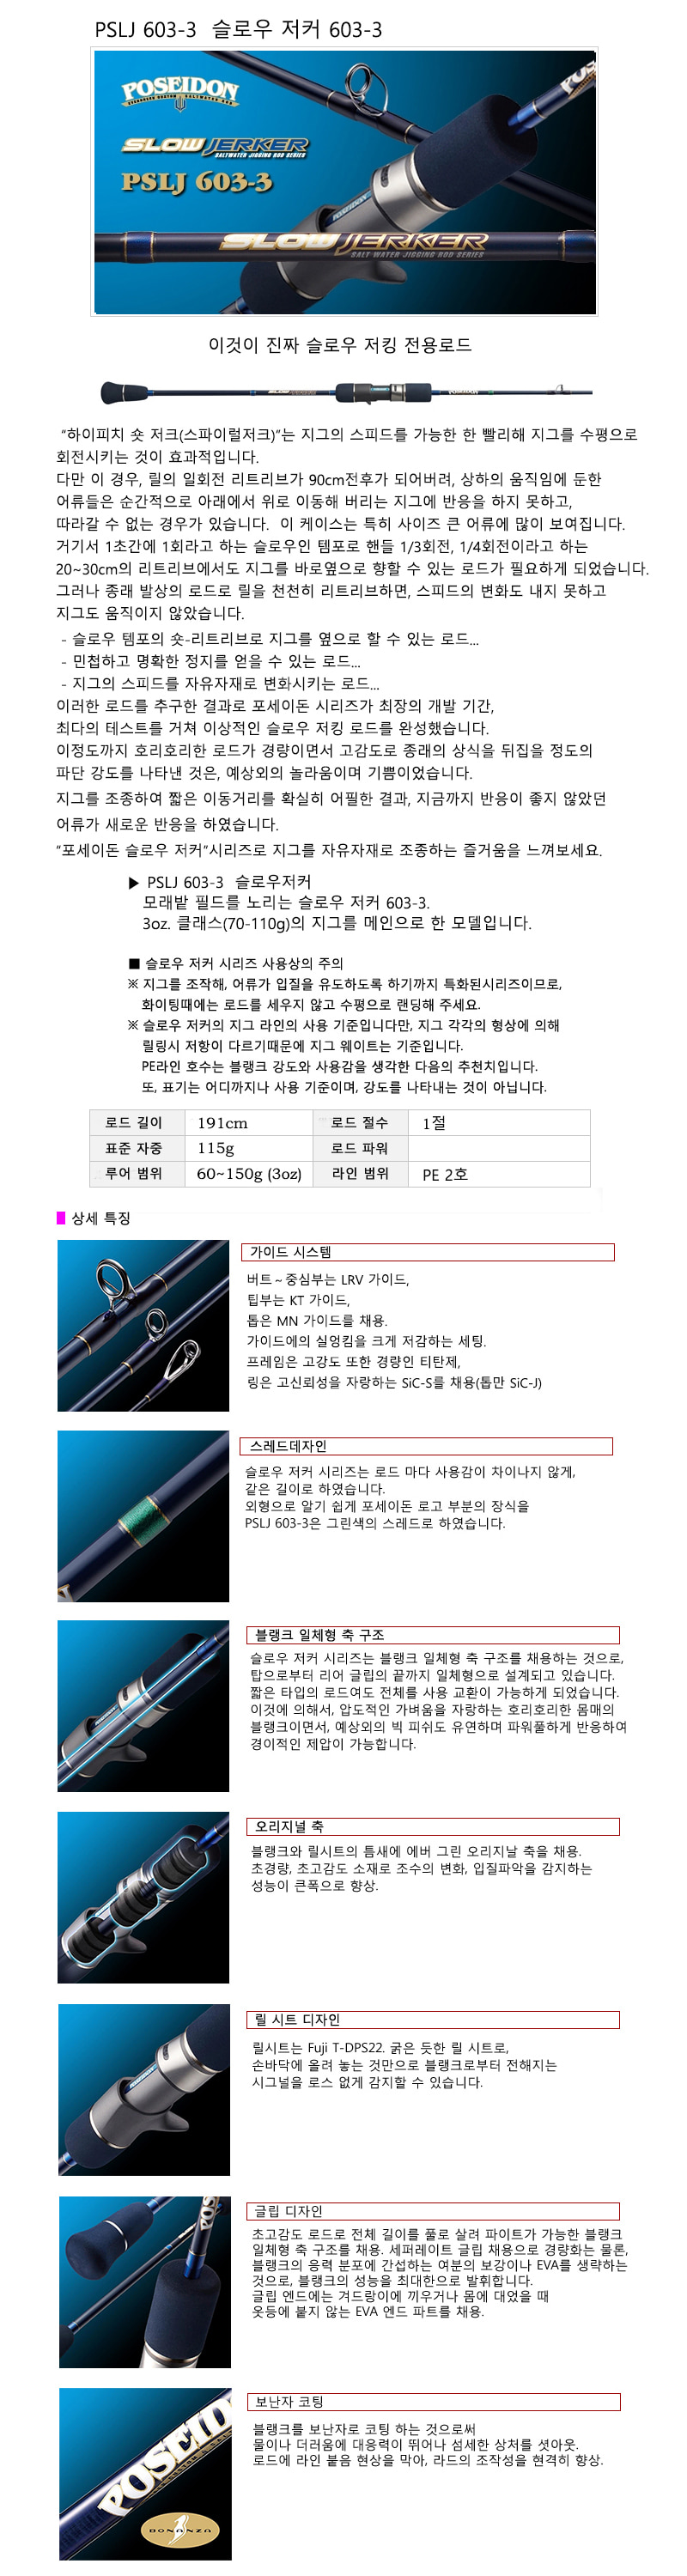 PSLJ 603-3 슬로우 저커 603-3
POSEIDON
SLOW JERKER
SALTWATER JIGGING ROD SERIES
PSLJ 603-3
POSEIDON
SLOW JERKER
SALT WATER JIGGING ROD SERIES
이것이 진짜 슬로우 저킹 전용로드
“하이피치 숏 저크(스파이럴저크)”는 지그의 스피드를 가능한 한 빨리해 지그를 수평으로
회전시키는 것이 효과적입니다.
다만 이 경우, 릴의 일회전 리트리브가 90cm전후가 되어버려, 상하의 움직임에 둔한
어류들은 순간적으로 아래에서 위로 이동해 버리는 지그에 반응을 하지 못하고,
따라갈 수 없는 경우가 있습니다. 이 케이스는 특히 사이즈 큰 어류에 많이 보여집니다.
거기서 1초간에 1회라고 하는 슬로우인 템포로 핸들 1/3회전, 1/4회전이라고 하는
20~30cm의 리트리브에서도 지그를 바로옆으로 향할 수 있는 로드가 필요하게 되었습니다.
그러나 종래 발상의 로드로 릴을 천천히 리트리브하면, 스피드의 변화도 내지 못하고
지그도 움직이지 않았습니다.
- 슬로우 템포의 숏-리트리브로 지그를 옆으로 할 수 있는 로드...
- 민첩하고 명확한 정지를 얻을 수 있는 로드...
- 지그의 스피드를 자유자재로 변화시키는 로드...
이러한 로드를 추구한 결과로 포세이돈 시리즈가 최장의 개발 기간,
최다의 테스트를 거쳐 이상적인 슬로우 저킹 로드를 완성했습니다.
이정도까지 호리호리한 로드가 경량이면서 고감도로 종래의 상식을 뒤집을 정도의
파단 강도를 나타낸 것은, 예상외의 놀라움이며 기쁨이었습니다.
지그를 조종하여 짧은 이동거리를 확실히 어필한 결과, 지금까지 반응이 좋지 않았던
어류가 새로운 반응을 하였습니다.
“포세이돈 슬로우 저커”시리즈로 지그를 자유자재로 조종하는 즐거움을 느껴보세요.
▶ PSLJ 603-3 슬로우저커
모래밭 필드를 노리는 슬로우 저커 603-3.
3oz. 클래스(70-110g)의 지그를 메인으로 한 모델입니다.
■ 슬로우 저커 시리즈 사용상의 주의
※ 지그를 조작해, 어류가 입질을 유도하도록 하기까지 특화된시리즈이므로,
화이팅때에는 로드를 세우지 않고 수평으로 랜딩해 주세요.
※ 슬로우 저커의 지그 라인의 사용 기준입니다만, 지그 각각의 형상에 의해
릴링시 저항이 다르기때문에 지그 웨이트는 기준입니다.
PE라인 호수는 블랭크 강도와 사용감을 생각한 다음의 추천치입니다.
또, 표기는 어디까지나 사용 기준이며, 강도를 나타내는 것이 아닙니다.
로드 길이 191cm 로드 절수 1절
표준 자중 115g 로드 파워
루어 범위 60~150g (3oz) 라인 범위 PE 2호
상세 특징
가이드 시스템
버트 ~ 중심부는 LRV 가이드,
팁부는 KT 가이드,
톱은 MN 가이드를 채용.
가이드에의 실엉킴을 크게 저감하는 세팅.
프레임은 고강도 또한 경량인 티탄제,
링은 고신뢰성을 자랑하는 SiC-S를 채용(톱만 SiC-J)
스레드데자인
슬로우 저커 시리즈는 로드 마다 사용감이 차이나지 않게,
같은 길이로 하였습니다.
외형으로 알기 쉽게 포세이돈 로고 부분의 장식을
PSLJ 603-3은 그린색의 스레드로 하였습니다.
블랭크 일체형 축 구조
슬로우 저커 시리즈는 블랭크 일체형 축 구조를 채용하는 것으로,
탑으로부터 리어 글립의 끝까지 일체형으로 설계되고 있습니다.
짧은 타입의 로드여도 전체를 사용 교환이 가능하게 되었습니다.
이것에 의해서, 압도적인 가벼움을 자랑하는 호리호리한 몸매의
블랭크이면서, 예상외의 빅 피쉬도 유연하며 파워풀하게 반응하여
경이적인 제압이 가능합니다.
오리지널 축
블랭크와 릴시트의 틈새에 에버 그린 오리지날 축을 채용.
초경량, 초고감도 소재로 조수의 변화, 입질파악을 감지하는
성능이 큰폭으로 향상.
릴 시트 디자인
릴시트는 Fuji T-DPS22. 굵은 듯한 릴 시트로,
손바닥에 올려 놓는 것만으로 블랭크로부터 전해지는
시그널을 로스 없게 감지할 수 있습니다.
글립 디자인
초고감도 로드로 전체 길이를 풀로 살려 파이트가 가능한 블랭크
일체형 축 구조를 채용. 세퍼레이트 글립 채용으로 경량화는 물론,
블랭크의 응력 분포에 간섭하는 여분의 보강이나 EVA를 생략하는
것으로, 블랭크의 성능을 최대한으로 발휘합니다.
글립 엔드에는 겨드랑이에 끼우거나 몸에 대었을 때
옷등에 붙지 않는 EVA 엔드 파트를 채용.
보난자 코팅
블랭크를 보난자로 코팅 하는 것으로써
물이나 더러움에 대응력이 뛰어나 섬세한 상처를 셧아웃.
로드에 라인 붙음 현상을 막아, 라드의 조작성을 현격히 향상.
POSEIDON
BONANZA